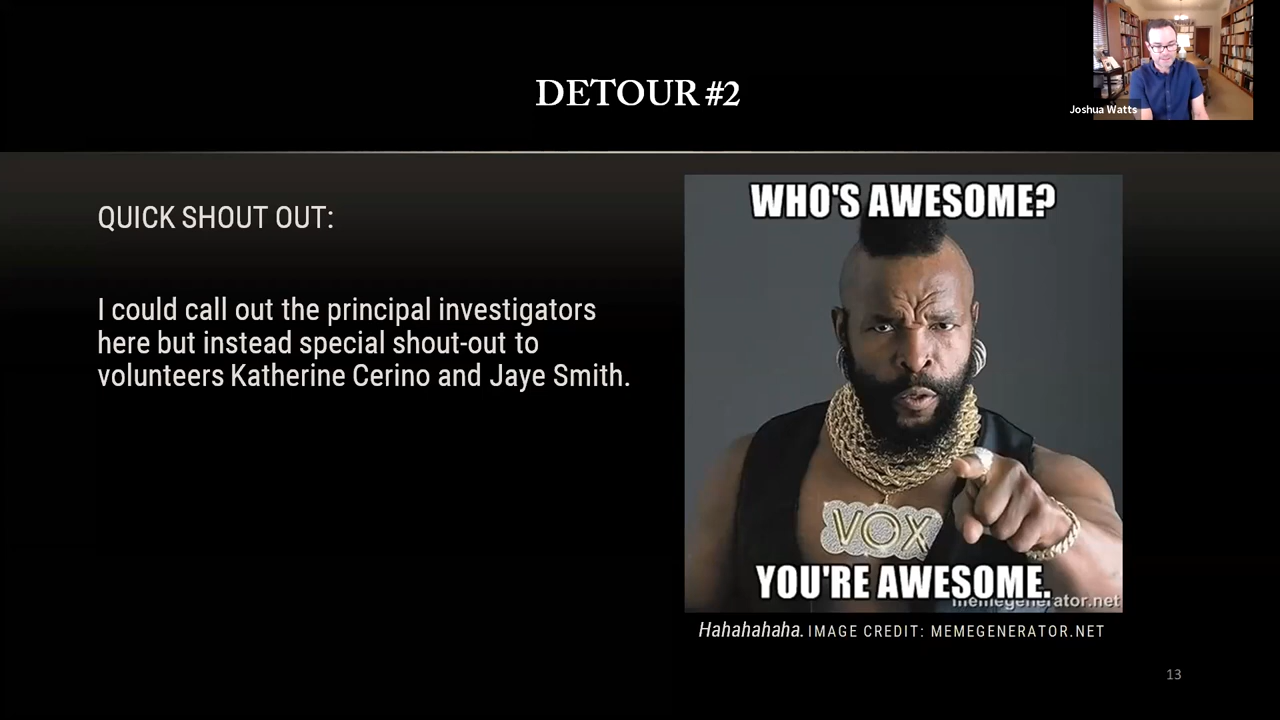 DETOUR #2
Joshua Watts
QUICK SHOUT OUT:
I could call out the principal investigators
here but instead special shout-out to
volunteers Katherine Cerino and Jaye Smith.
WHO'S AWESOME?
VOX
YOU'RE AWESOME.
memegenerator.net
Hahahahaha. IMAGE CREDIT: MEMEGENERATOR.NET
13